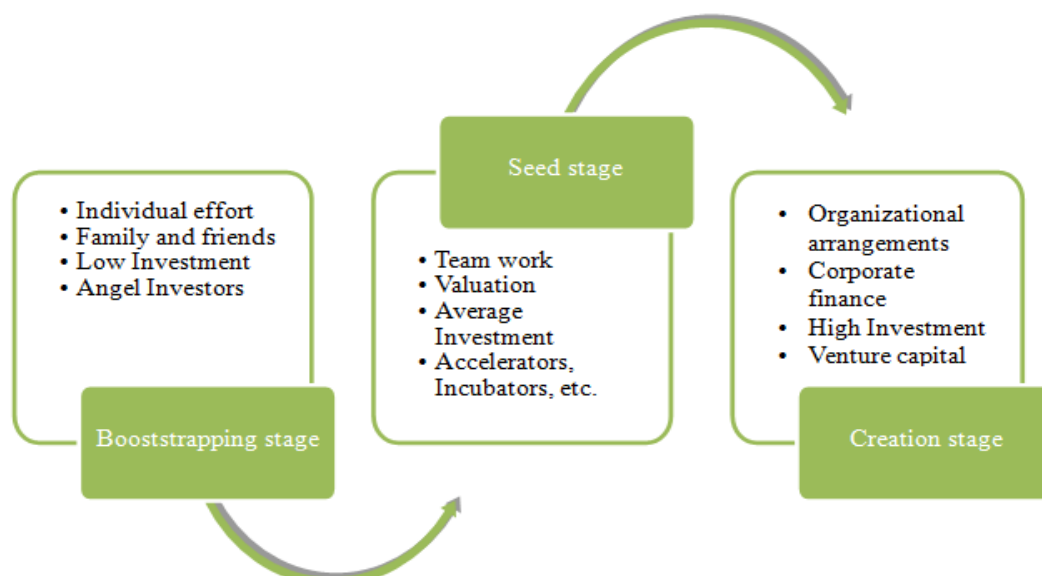 • Individual effort
• Family and friends
• Low Investment
• Angel Investors
Booststrapping stage
Seed stage
• Team work
• Valuation
• Average
Investment
• Accelerators,
Incubators, etc.
• Organizational
arrangements
• Corporate
finance
• High Investment
• Venture capital
Creation stage